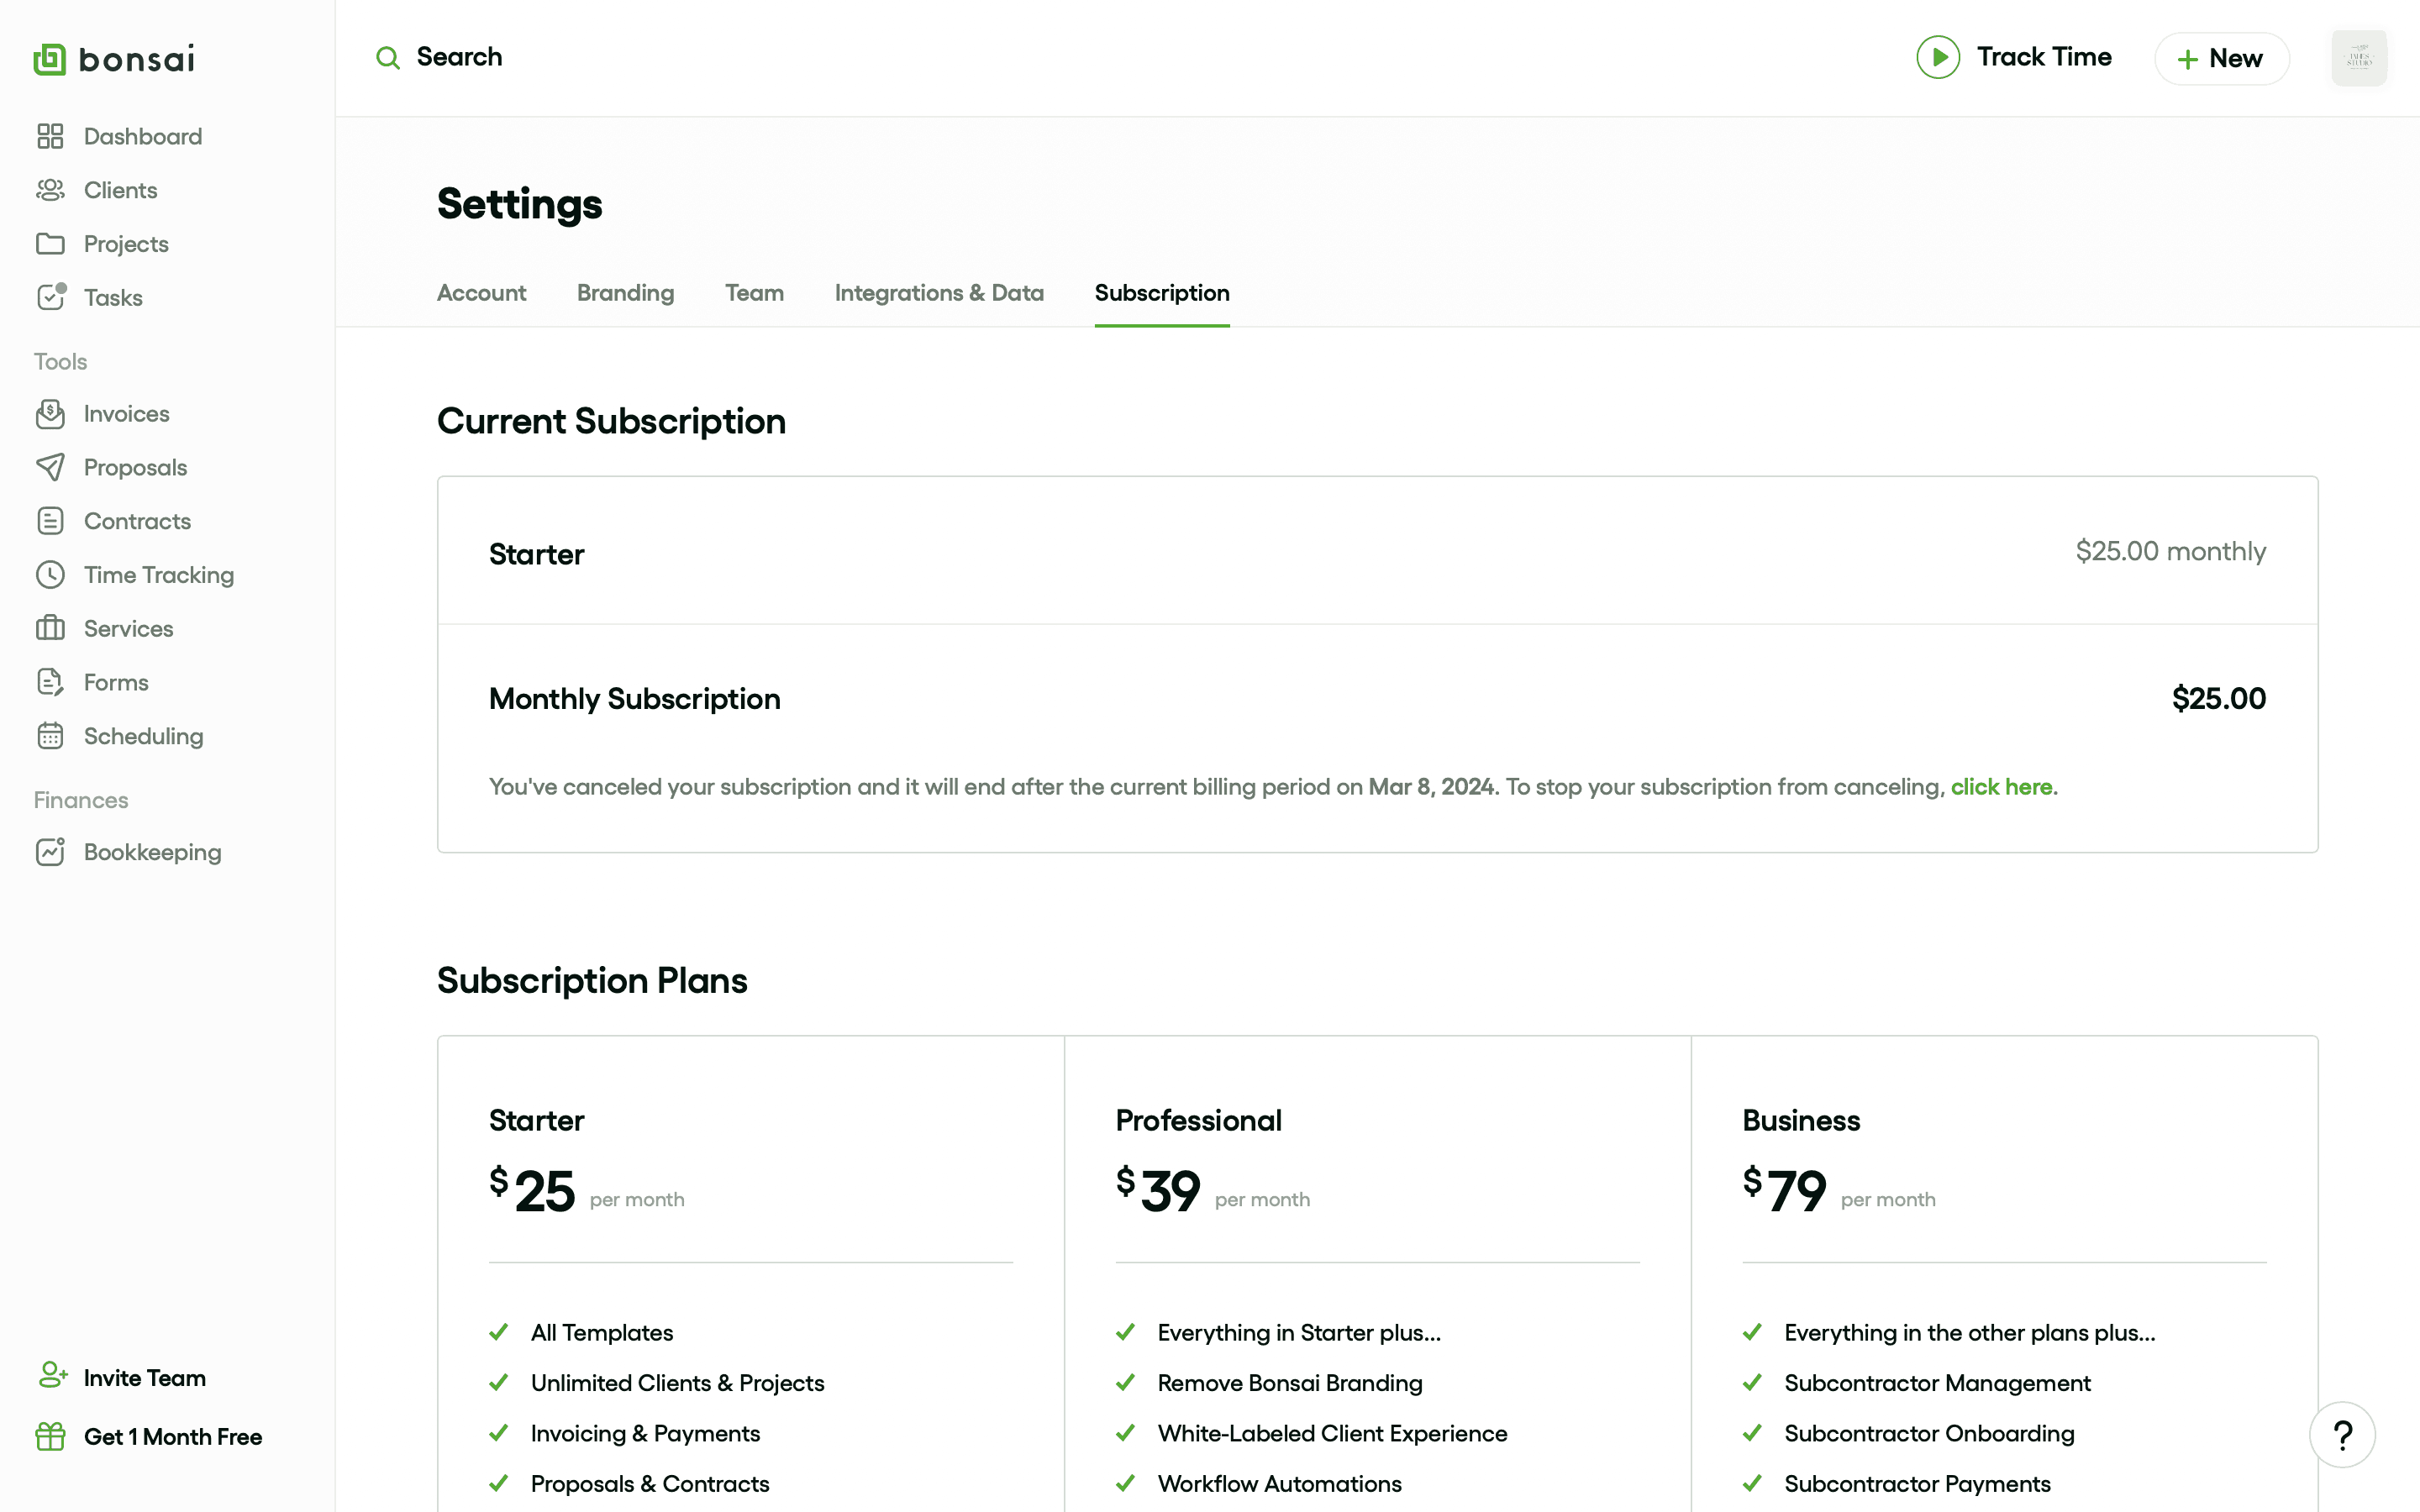 bonsai
Search
Track Time
New
JADES
STUDIO
Dashboard
Clients
Projects
Tasks
Tools
Invoices
Proposals
Contracts
Time Tracking
Services
Forms
Scheduling
Finances
Bookkeeping
Invite Team
Get 1 Month Free
Settings
Account Branding Team Integrations & Data Subscription
Current Subscription
Starter $25.00 monthly
Monthly Subscription $25.00
You've canceled your subscription and it will end after the current billing period on Mar 8, 2024. To stop your subscription from canceling, click here.
Subscription Plans
Starter
$25 per month
All Templates
Unlimited Clients & Projects
Invoicing & Payments
Proposals & Contracts
Professional
$39 per month
Everything in Starter plus...
Remove Bonsai Branding
White-Labeled Client Experience
Workflow Automations
Business
$79 per month
Everything in the other plans plus...
Subcontractor Management
Subcontractor Onboarding
Subcontractor Payments
?